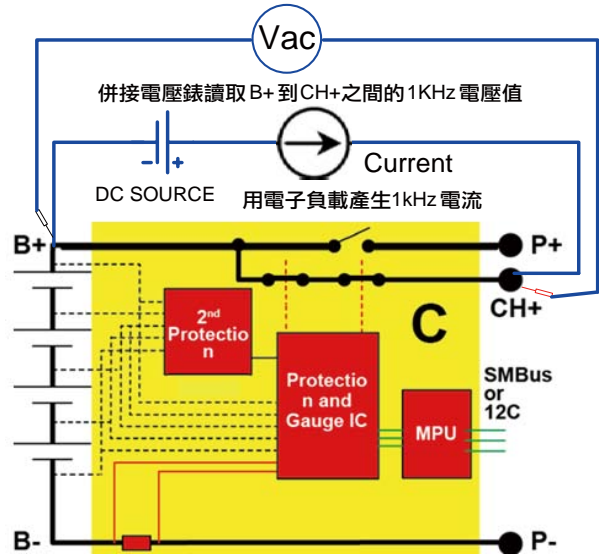 Vac
併接電壓錶讀取B+到CH+之間的1KHz電壓值
- +
Current
DC SOURCE
用電子負載產生1kHz電流
B+
P+
CH+
C
2nd
Protectio
n
Protectio
n and
Gauge IC
MPU
SMBus
or
12C
B-
P-